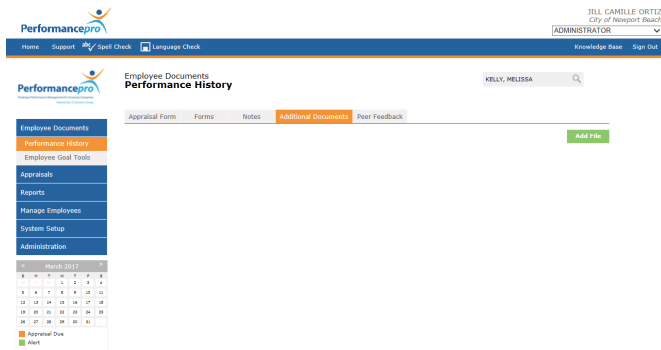 JILL CAMILLE ORTIZ
City of Newport Beach
Performancepro
ADMINISTRATOR
Home Support abc Spell Check Language Check Knowledge Base Sign Out
Performancepro
Employee Documents
Performance History
KELLY, MELISSA
Appraisal Form Forms Notes Additional Documents Peer Feedback
Add File
Employee Documents
Performance History
Employee Goal Tools
Appraisals
Reports
Manage Employees
System Setup
Administration
« March 2017 »
S M T W T F S
1 2 3 4
5 6 7 8 9 10 11
12 13 14 15 16 17 18
19 20 21 22 23 24 25
26 27 28 29 30 31
Appraisal Due
Alert